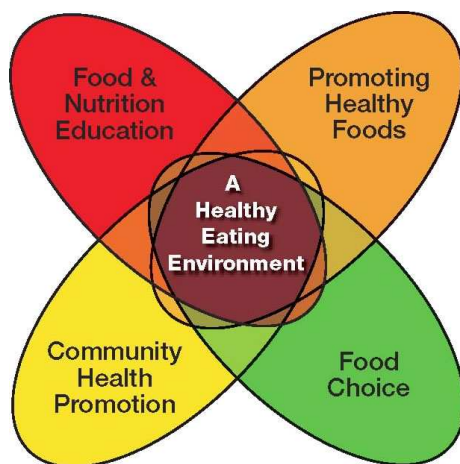 Food &
Nutrition
Education
Promoting
Healthy
Foods
A
Healthy
Eating
Environment
Community
Health
Promotion
Food
Choice